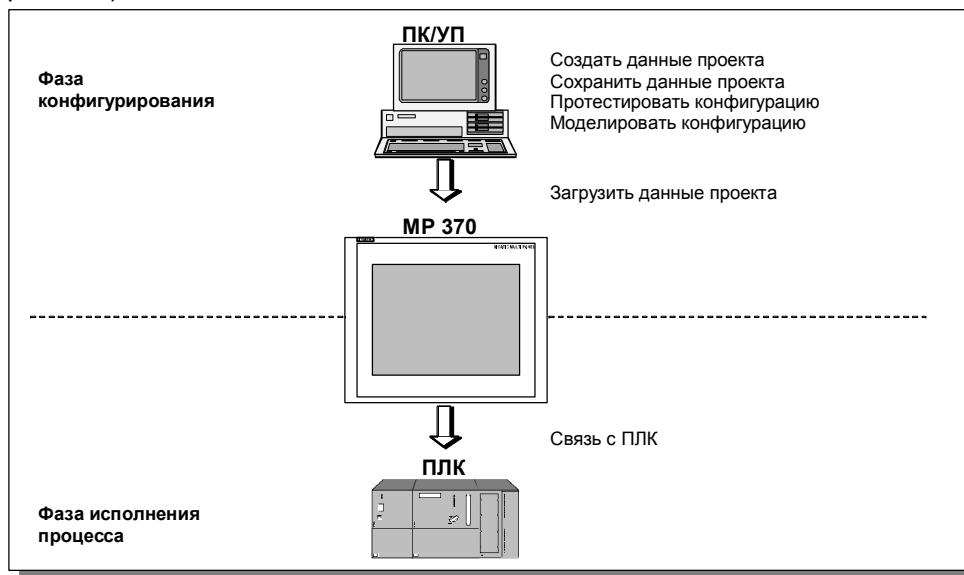 ПК/УП
Фаза
конфигурирования
Создать данные проекта
Сохранить данные проекта
Протестировать конфигурацию
Моделировать конфигурацию
Загрузить данные проекта
MP 370
Связь с ПЛК
ПЛК
Фаза исполнения
процесса